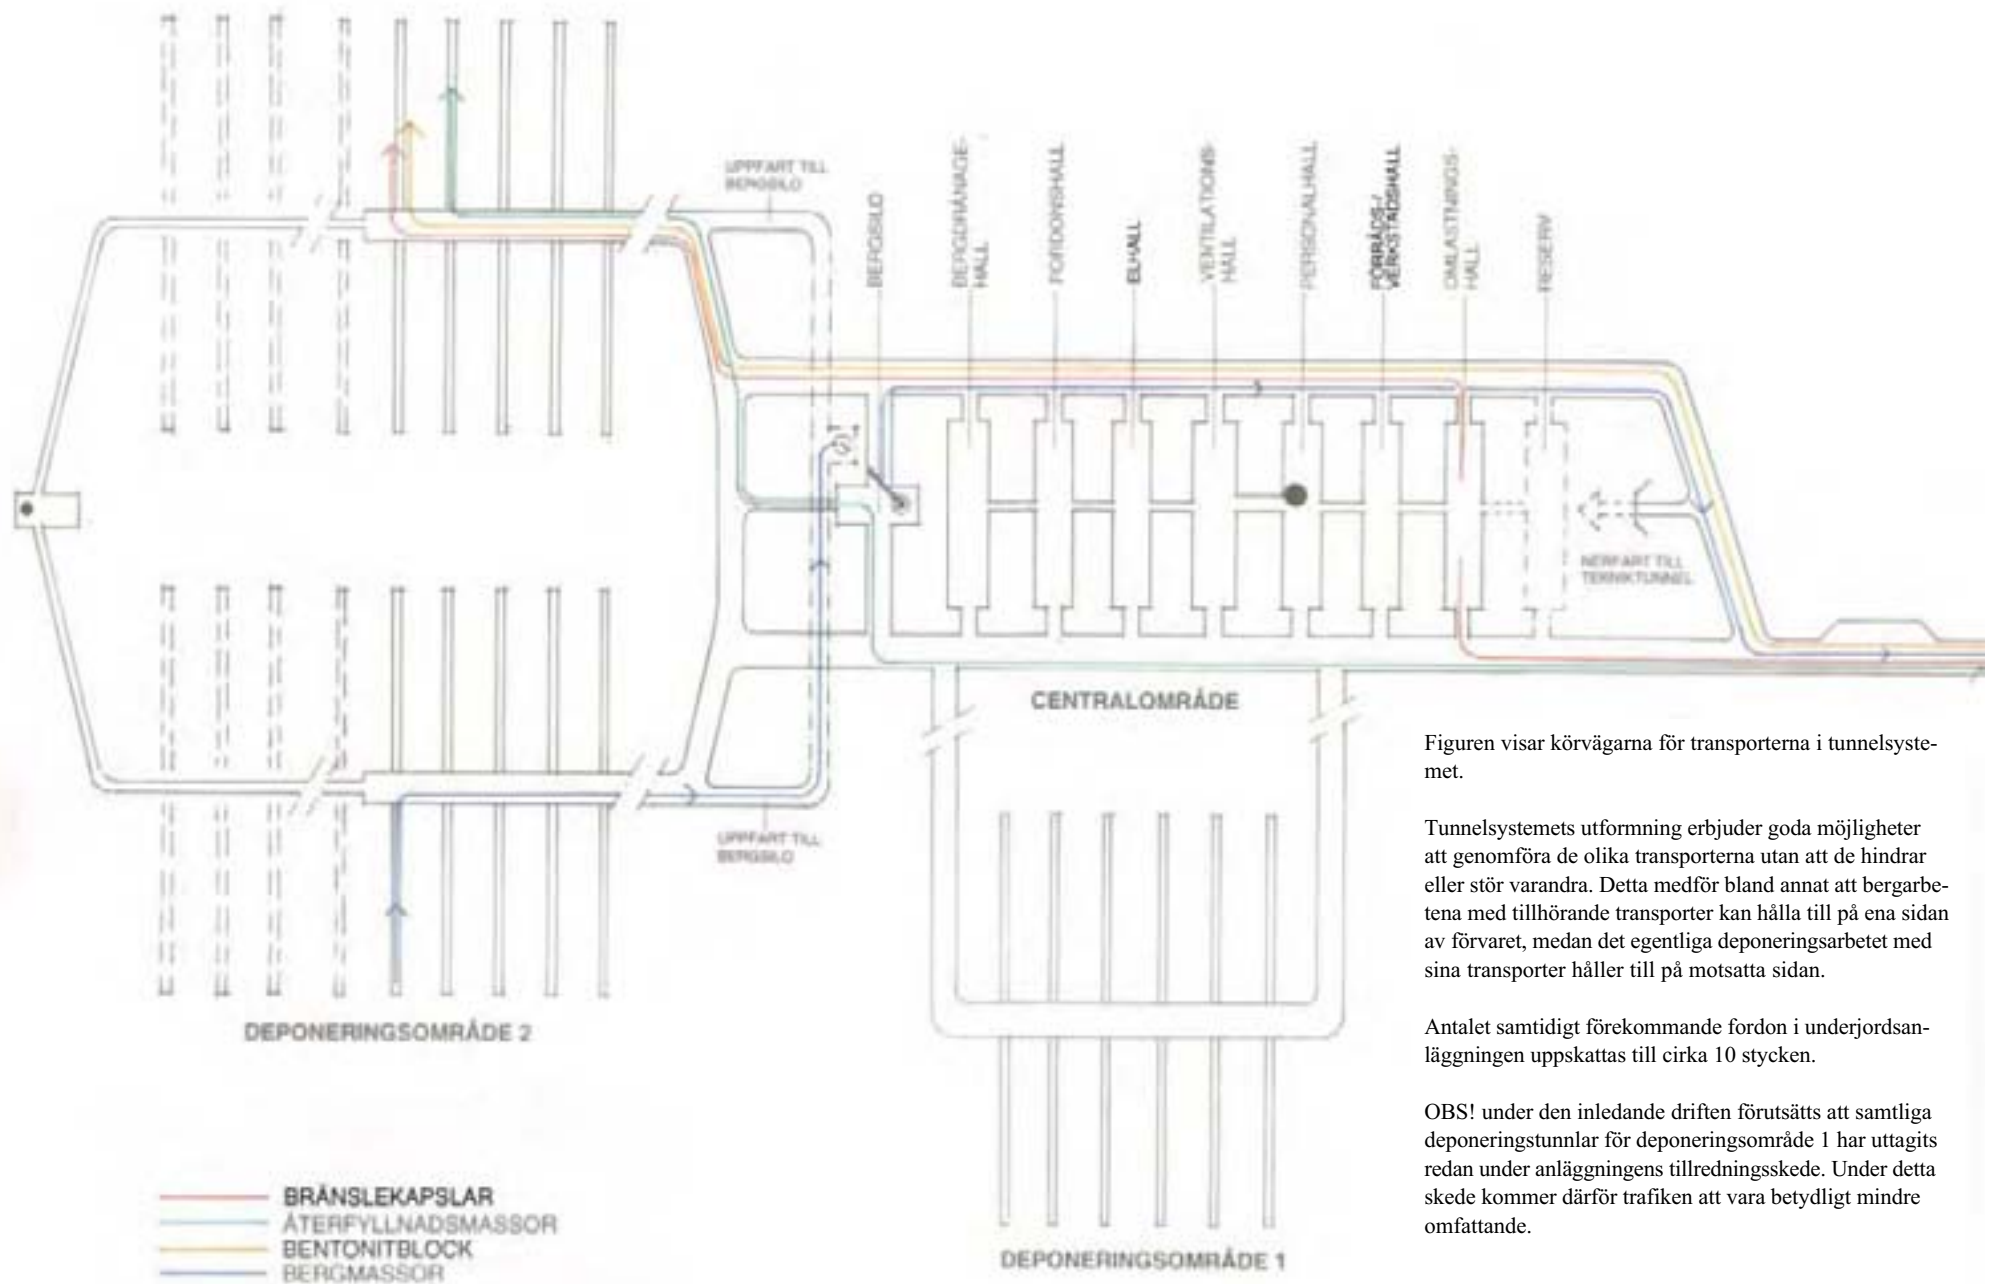 UPPFART TILL
BERGSILO
BERGSILO
BERGDRÄNAGE-
HALL
FORDONSHALL
ELHALL
VENTILATIONS-
HALL
PERSONALHALL
FÖRRÅDS-/
VERKSTADSHALL
OMLASTNINGS-
HALL
RESERV
NERFART TILL
TEKNIKTUNNEL
CENTRALOMRÅDE
UPPFART TILL
BERGSILO
DEPONERINGSOMRÅDE 2
DEPONERINGSOMRÅDE 1
BRÄNSLEKAPSLAR
ÅTERFYLLNADSMASSOR
BENTONITBLOCK
BERGMASSOR
Figuren visar körvägarna för transporterna i tunnelsyste-
met.
Tunnelsystemets utformning erbjuder goda möjligheter
att genomföra de olika transporterna utan att de hindrar
eller stör varandra. Detta medför bland annat att bergarbe-
tena med tillhörande transporter kan hålla till på ena sidan
av förvaret, medan det egentliga deponeringsarbetet med
sina transporter håller till på motsatta sidan.
Antalet samtidigt förekommande fordon i underjordsan-
läggningen uppskattas till cirka 10 stycken.
OBS! under den inledande driften förutsätts att samtliga
deponeringstunnlar för deponeringsområde 1 har uttagits
redan under anläggningens tillredningsskede. Under detta
skede kommer därför trafiken att vara betydligt mindre
omfattande.